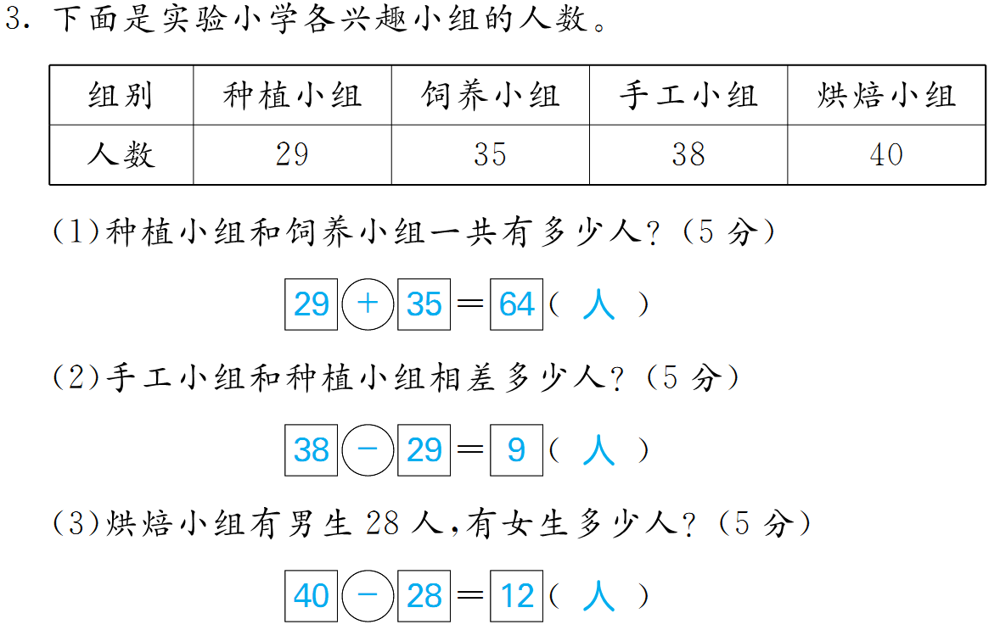 3. 下面是实验小学各兴趣小组的人数。
组别 种植小组 饲养小组 手工小组 烘焙小组
人数 29 35 38 40
(1)种植小组和饲养小组一共有多少人?(5分)
29+35=64(人)
(2)手工小组和种植小组相差多少人?(5分)
38-29=9(人)
(3)烘焙小组有男生28人,有女生多少人?(5分)
40-28=12(人)